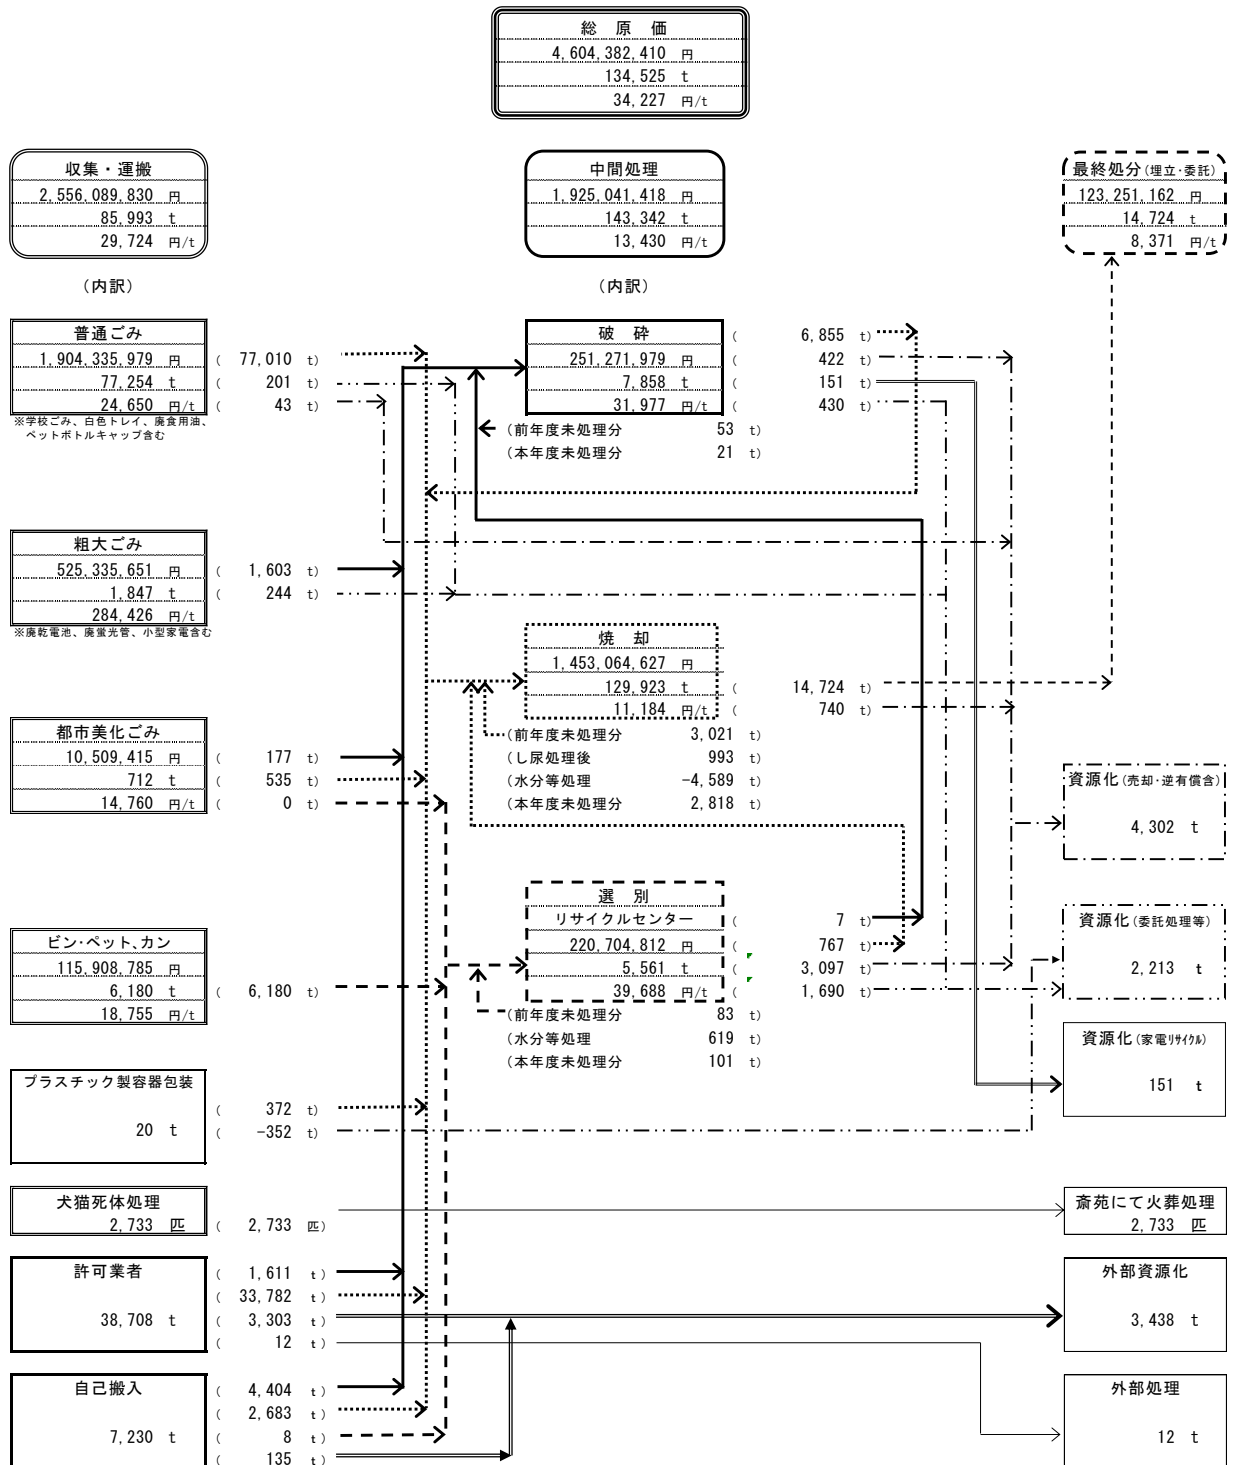 総 原 価
4,604,382,410 円
134,525 t
34,227 円/t
収集・運搬
2,556,089,830 円
85,993 t
29,724 円/t
中間処理
1,925,041,418 円
143,342 t
13,430 円/t
最終処分(埋立・委託)
123,251,162 円
14,724 t
8,371 円/t
(内訳)
(内訳)
普通ごみ
1,904,335,979 円 ( 77,010 t)
77,254 t ( 201 t)
24,650 円/t ( 43 t)
※学校ごみ、白色トレイ、廃食用油、
ペットボトルキャップ含む
破 砕 ( 6,855 t)
251,271,979 円 ( 422 t)
7,858 t ( 151 t)
31,977 円/t ( 430 t)
(前年度未処理分 53 t)
(本年度未処理分 21 t)
粗大ごみ
525,335,651 円 ( 1,603 t)
1,847 t ( 244 t)
284,426 円/t
※廃乾電池、廃蛍光管、小型家電含む
焼 却
1,453,064,627 円
129,923 t ( 14,724 t)
11,184 円/t ( 740 t)
(前年度未処理分 3,021 t)
(し尿処理後 993 t)
(水分等処理 -4,589 t)
(本年度未処理分 2,818 t)
都市美化ごみ
10,509,415 円 ( 177 t)
712 t ( 535 t)
14,760 円/t ( 0 t)
資源化(売却・逆有償含)
4,302 t
選 別
リサイクルセンター ( 7 t)
220,704,812 円 ( 767 t)
5,561 t ( 3,097 t)
39,688 円/t ( 1,690 t)
(前年度未処理分 83 t)
(水分等処理 619 t)
(本年度未処理分 101 t)
資源化(委託処理等)
2,213 t
ビン・ペット、カン
115,908,785 円
6,180 t ( 6,180 t)
18,755 円/t
資源化(家電リサイクル)
151 t
プラスチック製容器包装
( 372 t)
20 t ( -352 t)
犬猫死体処理
2,733 匹 ( 2,733 匹)
斎苑にて火葬処理
2,733 匹
許可業者 ( 1,611 t)
( 33,782 t)
38,708 t ( 3,303 t)
( 12 t)
外部資源化
3,438 t
自己搬入 ( 4,404 t)
( 2,683 t)
7,230 t ( 8 t)
( 135 t)
外部処理
12 t